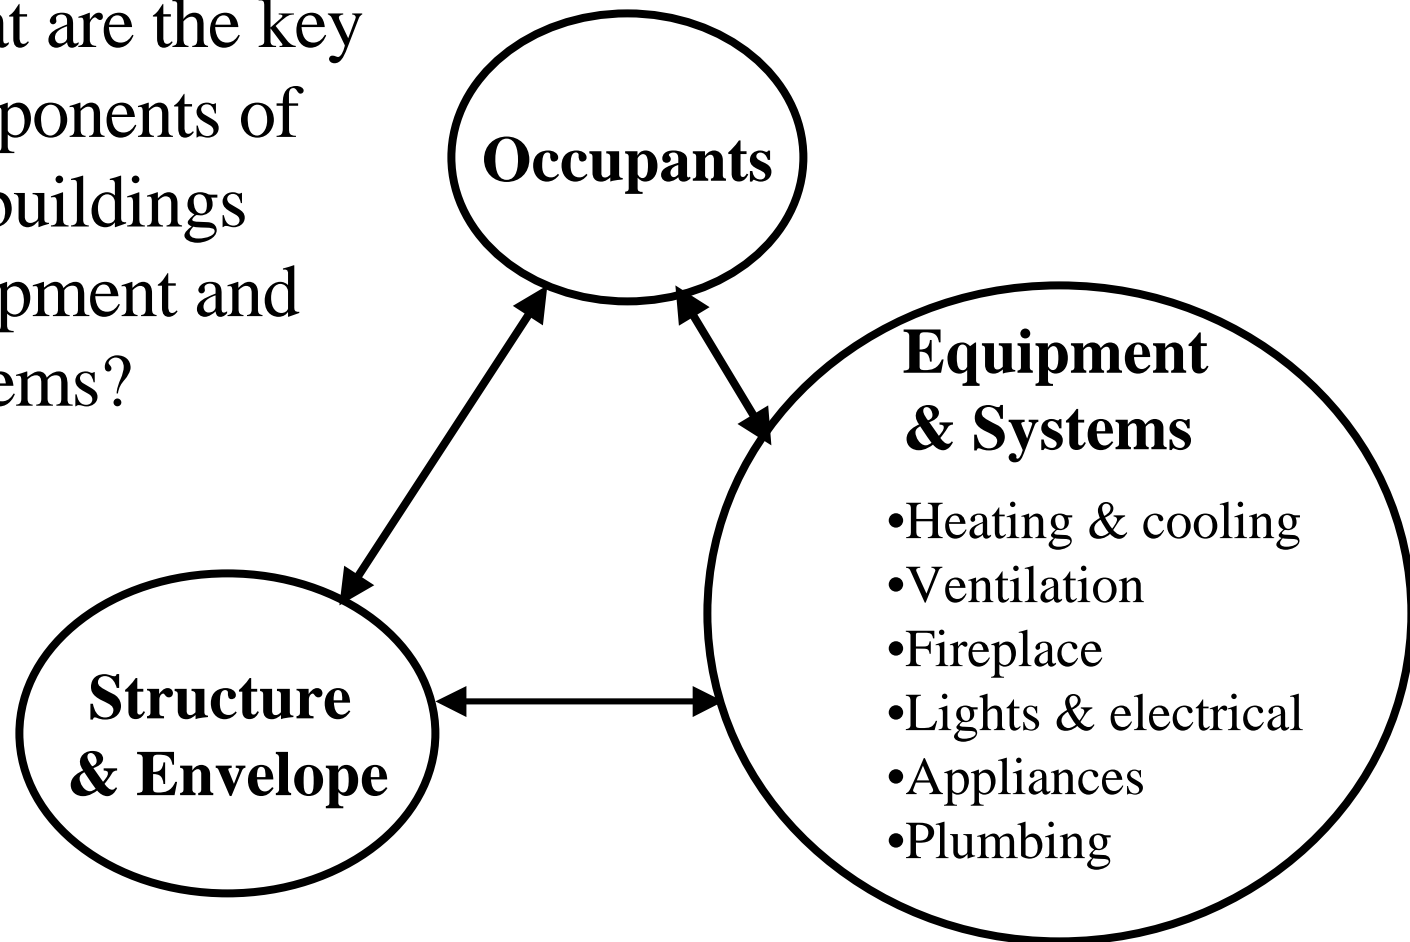 at are the key
ponents of
buildings
pment and
ems?
Occupants
Equipment
& Systems
•Heating & cooling
•Ventilation
•Fireplace
•Lights & electrical
•Appliances
•Plumbing
Structure
& Envelope